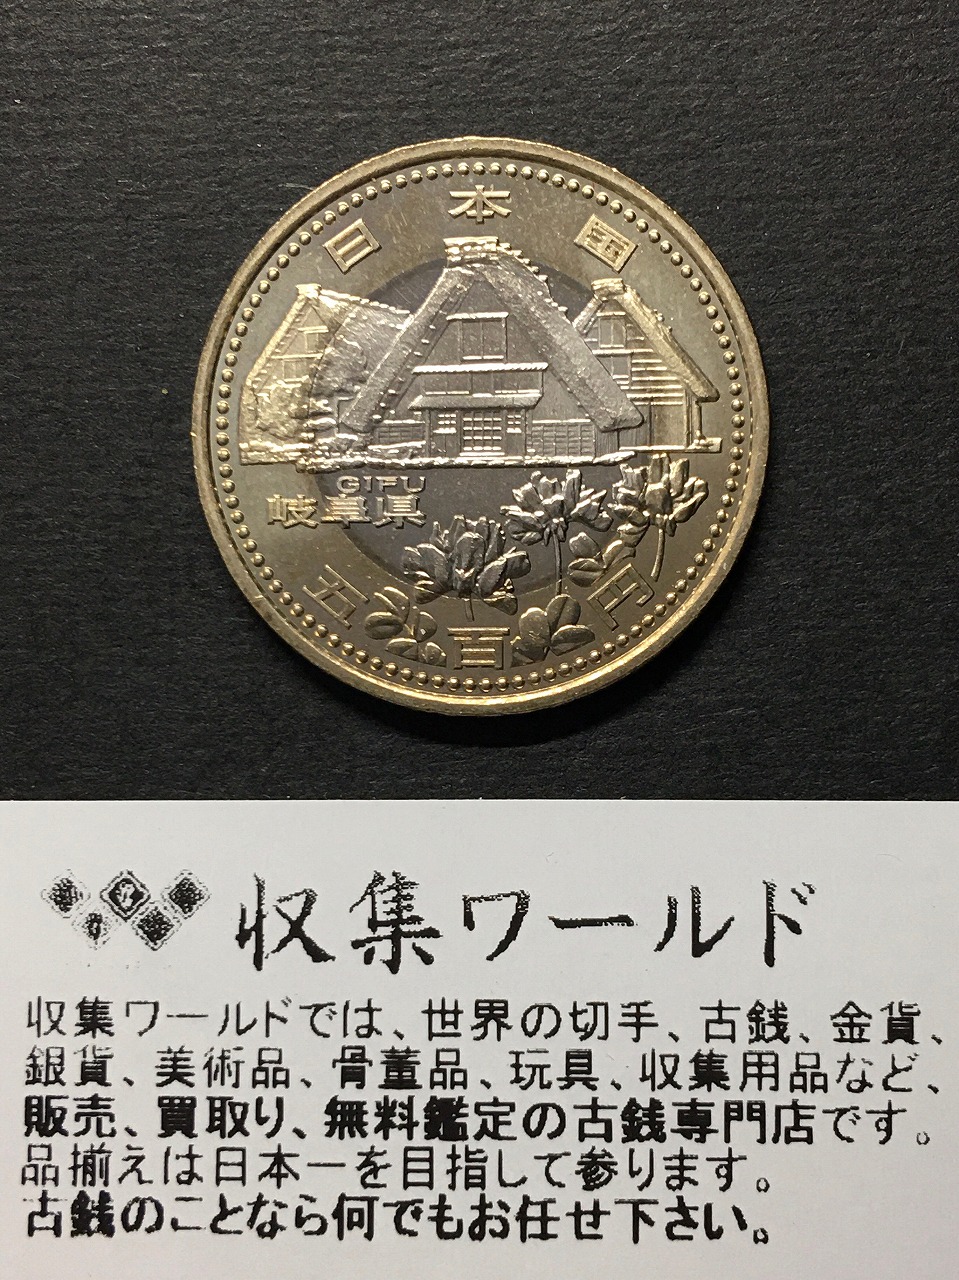 日本国
GIFU
岐阜県
五百円
収集ワールド
収集ワールドでは、世界の切手、古銭、金貨、
銀貨、美術品、骨董品、玩具、収集用品など、
販売、買取り、無料鑑定の古銭専門店です。
品揃えは日本一を目指して参ります。
古銭のことなら何でもお任せ下さい。